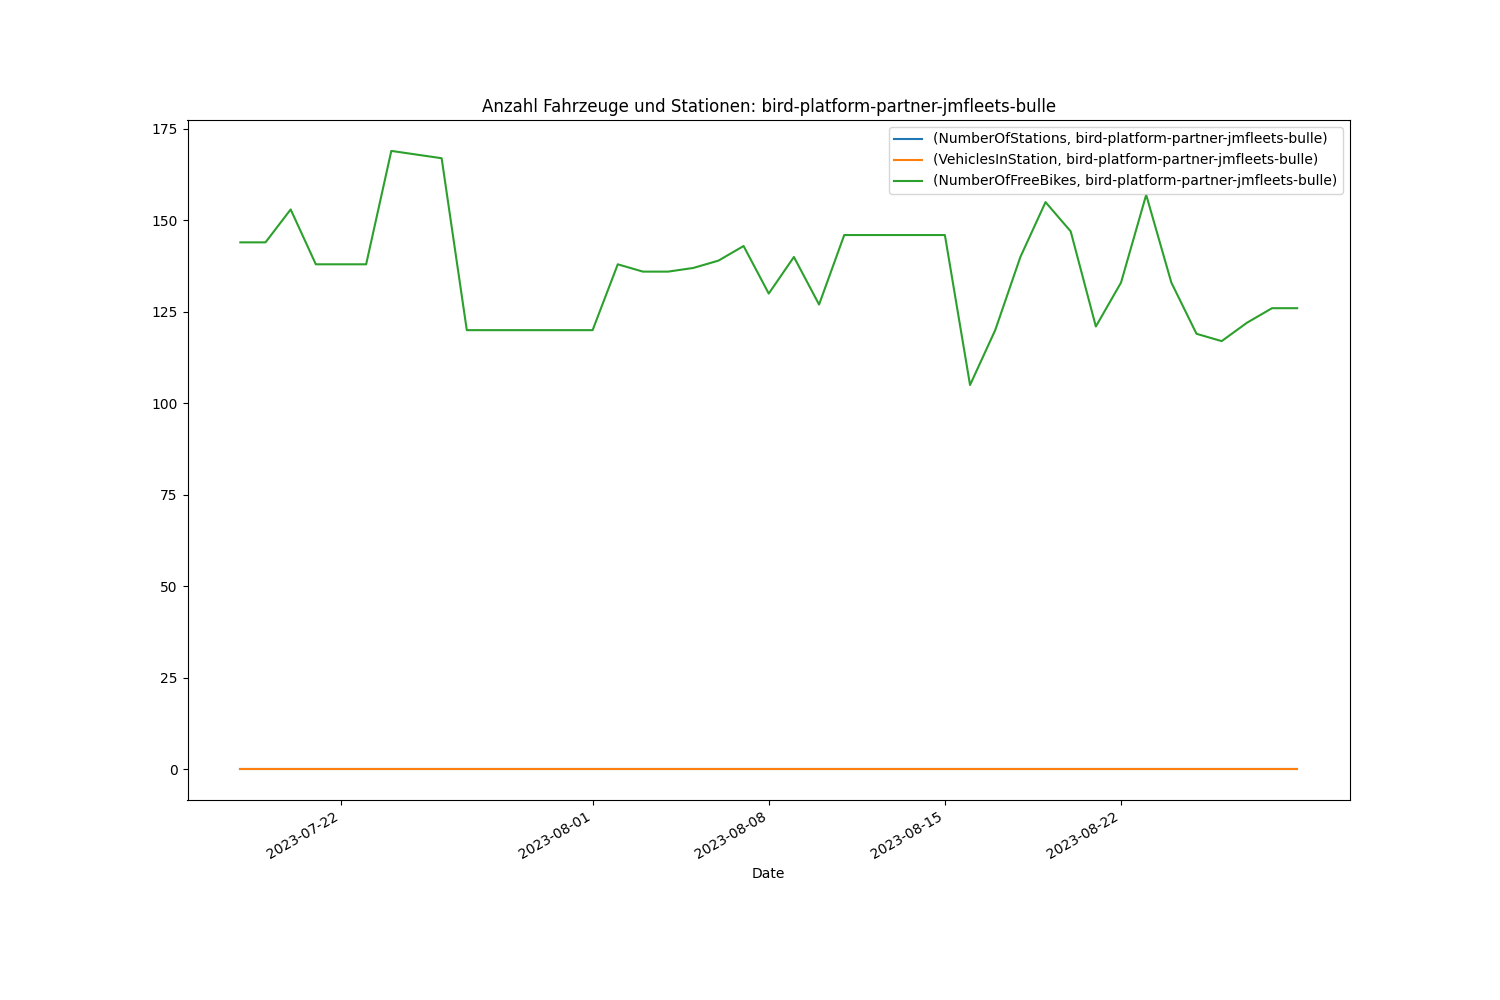 Anzahl Fahrzeuge und Stationen: bird-platform-partner-jmfleets-bulle
(NumberOfStations, bird-platform-partner-jmfleets-bulle)
(VehiclesInStation, bird-platform-partner-jmfleets-bulle)
(NumberOfFreeBikes, bird-platform-partner-jmfleets-bulle)
175
150
125
100
75
50
25
0
2023-07-22
2023-08-01
2023-08-08
2023-08-15
2023-08-22
Date